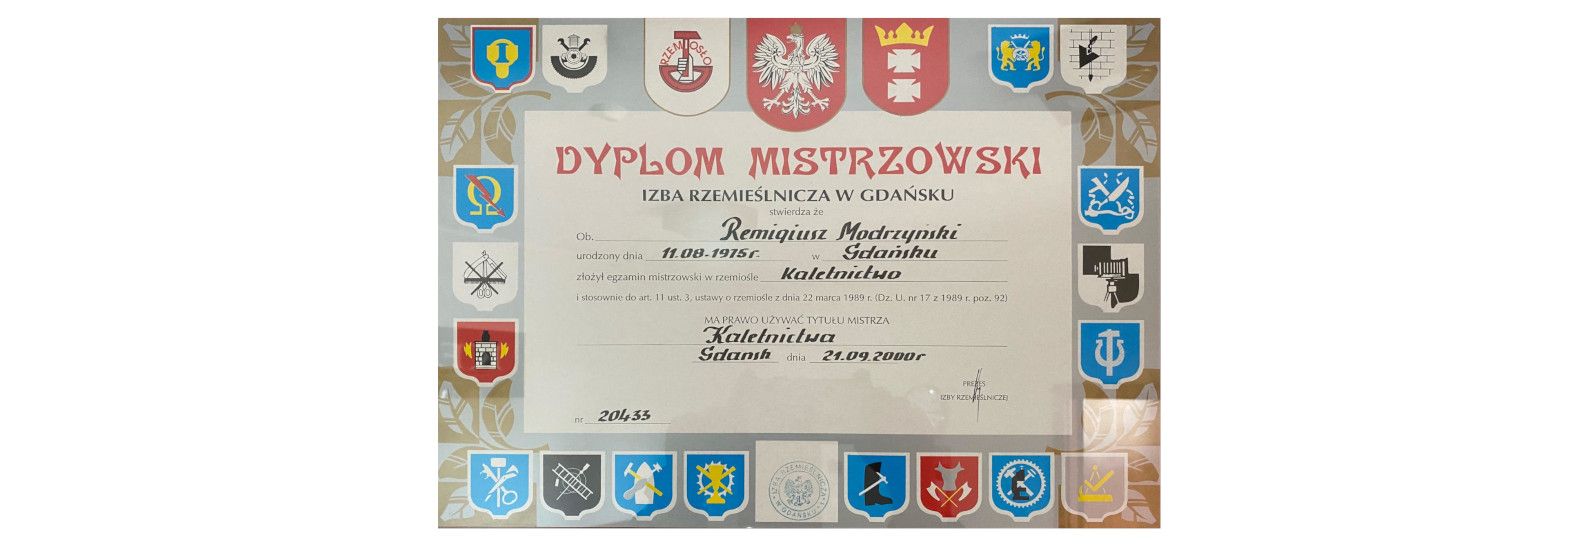 RZEMIOSŁO
DYPLOM MISTRZOWSKI
IZBA RZEMIEŚLNICZA W GDAŃSKU
stwierdza że
Ob. Remigiusz Modrzyński
urodzony dnia 11.08-1975 r. w Gdańsku
złożył egzamin mistrzowski w rzemiośle Kaletnictwo
i stosownie do art. 11 ust. 3, ustawy o rzemiośle z dnia 22 marca 1989 r. (Dz. U. nr 17 z 1989 r. poz. 92)
MA PRAWO UŻYWAĆ TYTUŁU MISTRZA
Kaletnictwa
Gdańsk dnia 21.09.2000 r
PREZES
IZBY RZEMIEŚLNICZEJ
nr 20433
IZBA RZEMIEŚLNICZA
W GDAŃSKU